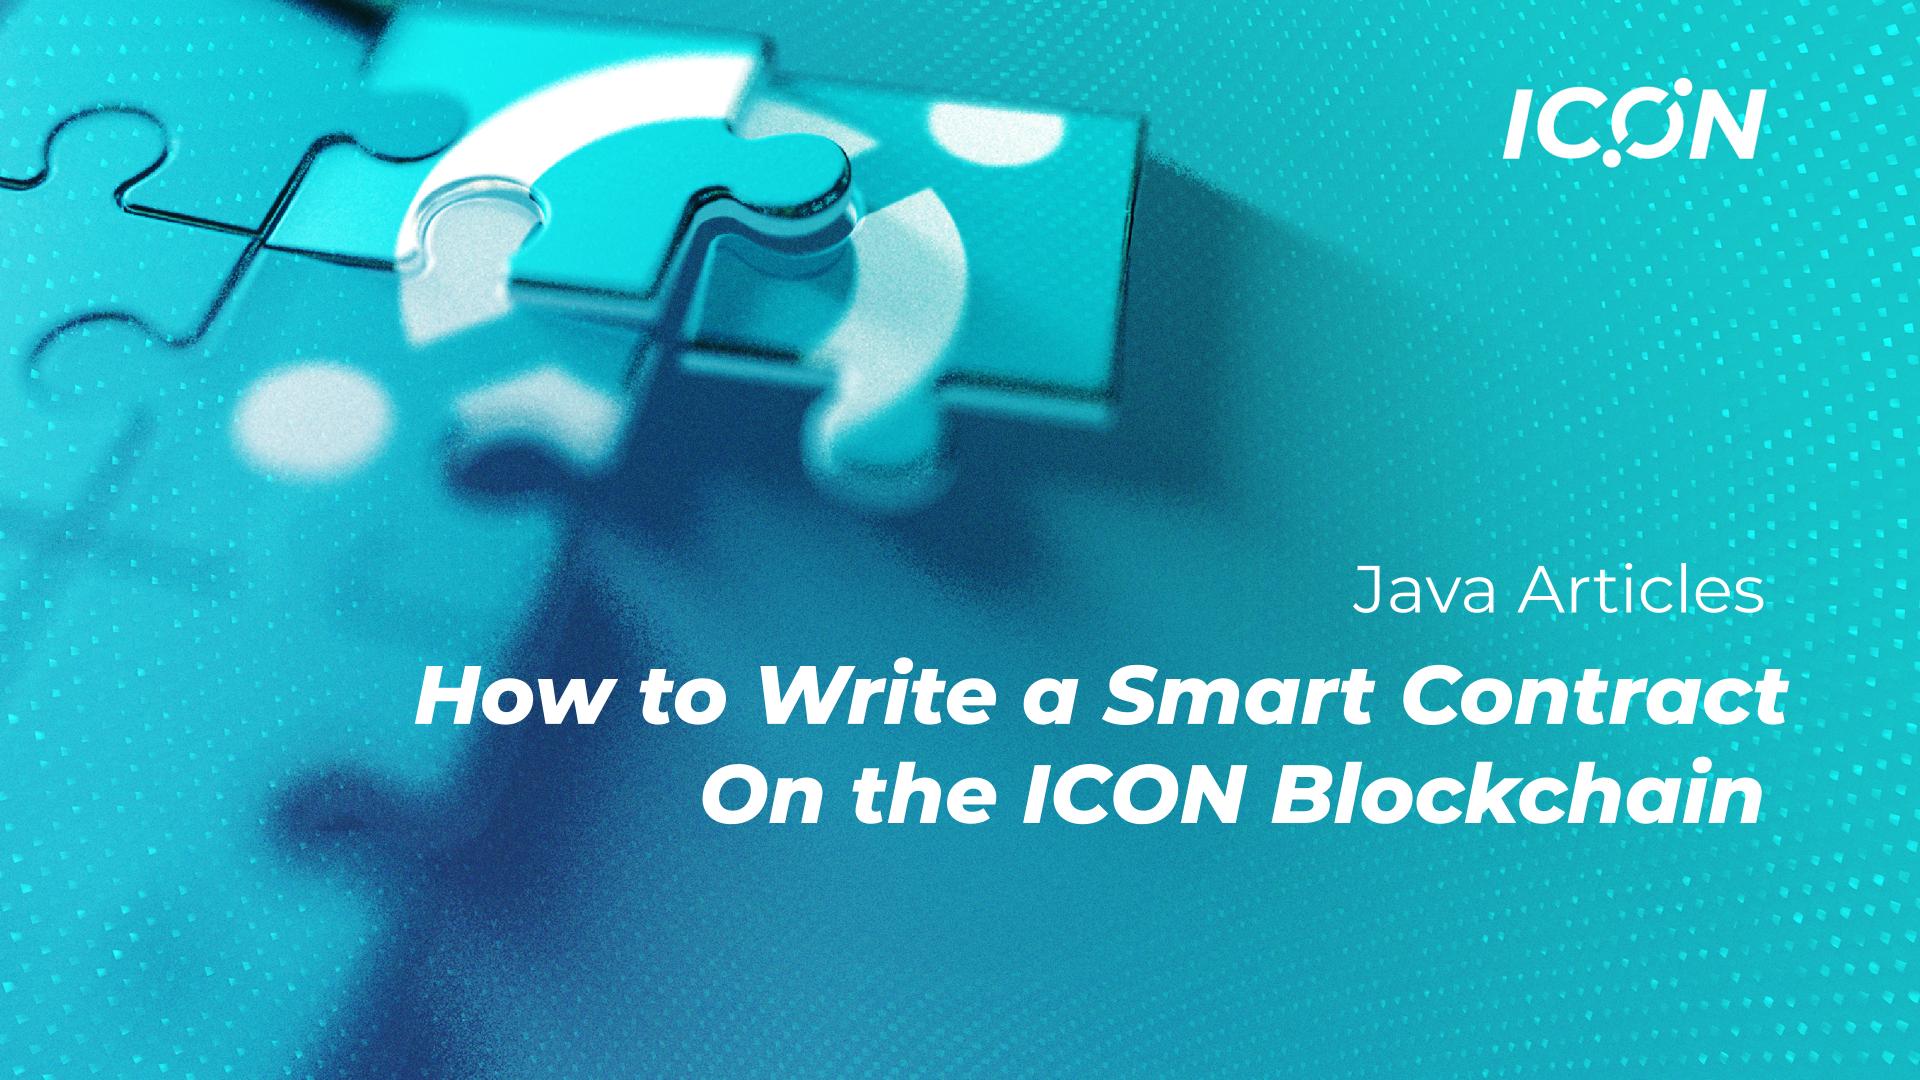 ICON
Java Articles
How to Write a Smart Contract
On the ICON Blockchain